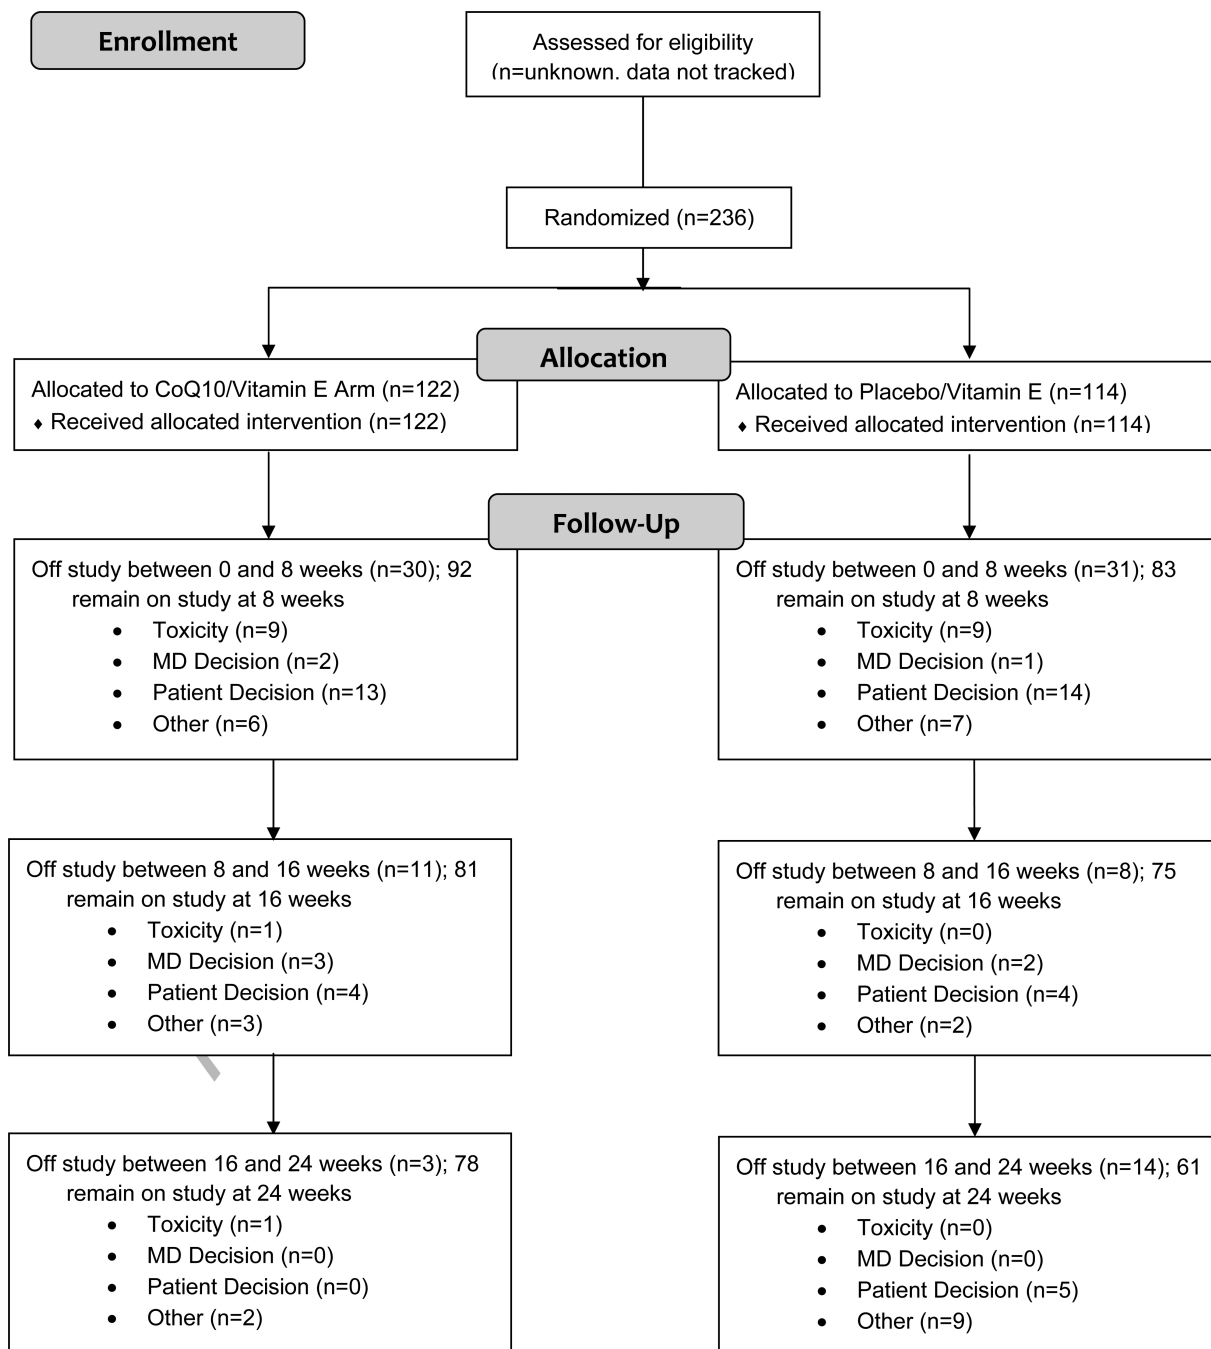 Enrollment
Assessed for eligibility
(n=unknown. data not tracked)
Randomized (n=236)
Allocation
Allocated to CoQ10/Vitamin E Arm (n=122)
♦ Received allocated intervention (n=122)
Allocated to Placebo/Vitamin E (n=114)
♦ Received allocated intervention (n=114)
Follow-Up
Off study between 0 and 8 weeks (n=30); 92
remain on study at 8 weeks
• Toxicity (n=9)
• MD Decision (n=2)
• Patient Decision (n=13)
• Other (n=6)
Off study between 0 and 8 weeks (n=31); 83
remain on study at 8 weeks
• Toxicity (n=9)
• MD Decision (n=1)
• Patient Decision (n=14)
• Other (n=7)
Off study between 8 and 16 weeks (n=11); 81
remain on study at 16 weeks
• Toxicity (n=1)
• MD Decision (n=3)
• Patient Decision (n=4)
• Other (n=3)
Off study between 8 and 16 weeks (n=8); 75
remain on study at 16 weeks
• Toxicity (n=0)
• MD Decision (n=2)
• Patient Decision (n=4)
• Other (n=2)
Off study between 16 and 24 weeks (n=3); 78
remain on study at 24 weeks
• Toxicity (n=1)
• MD Decision (n=0)
• Patient Decision (n=0)
• Other (n=2)
Off study between 16 and 24 weeks (n=14); 61
remain on study at 24 weeks
• Toxicity (n=0)
• MD Decision (n=0)
• Patient Decision (n=5)
• Other (n=9)